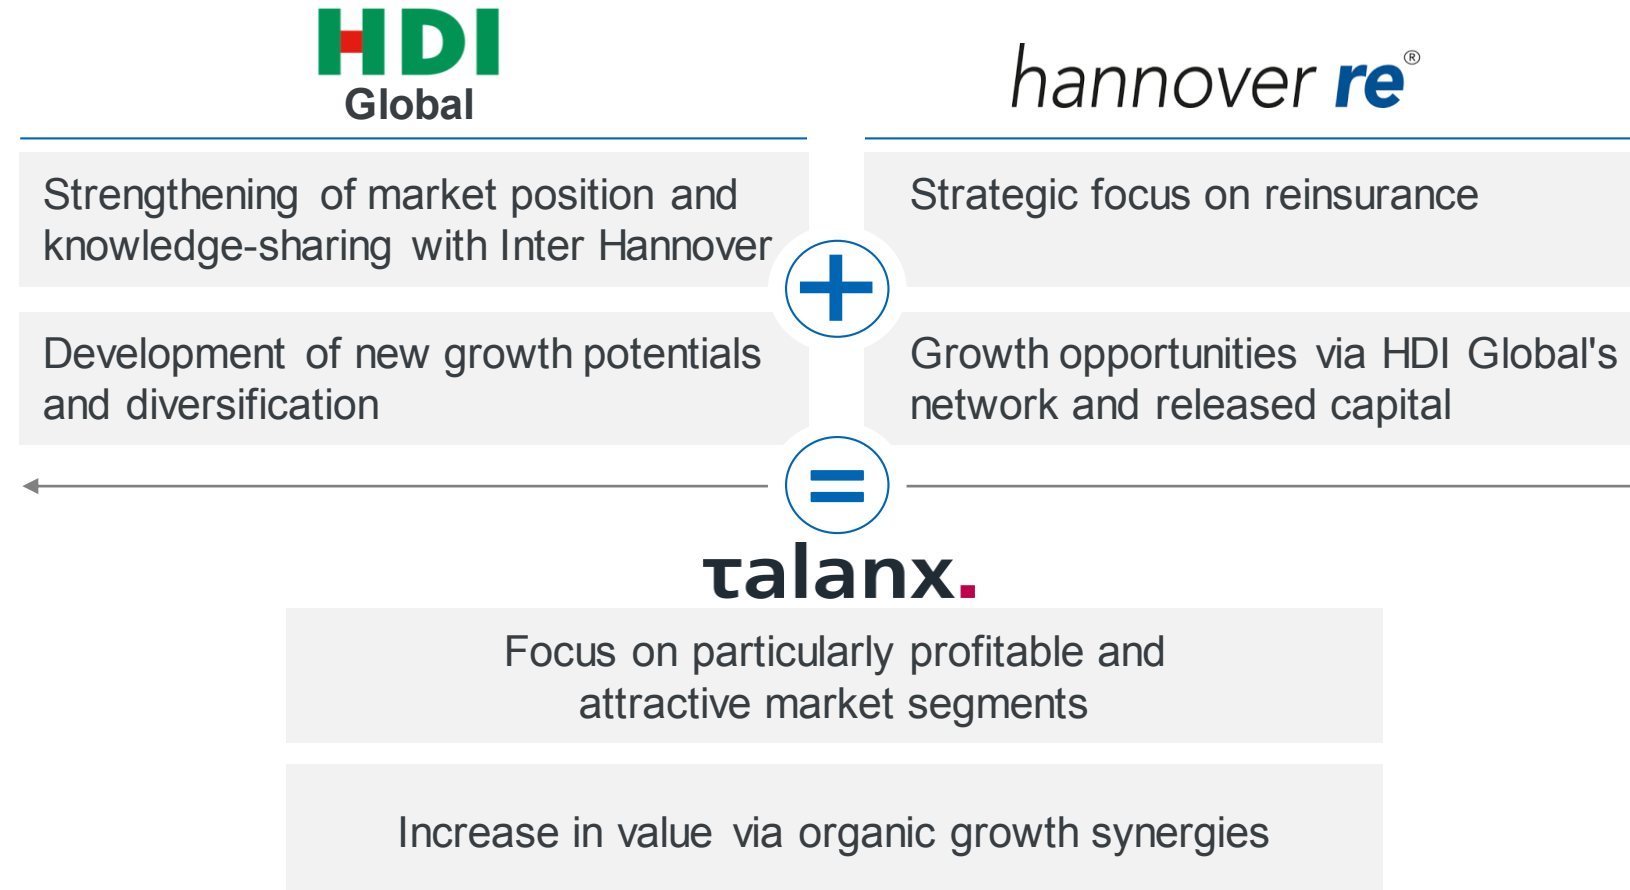 HDI
Global
hannover re®
Strengthening of market position and
knowledge-sharing with Inter Hannover
Strategic focus on reinsurance
+
Development of new growth potentials
and diversification
Growth opportunities via HDI Global's
network and released capital
=
τalanx.
Focus on particularly profitable and
attractive market segments
Increase in value via organic growth synergies